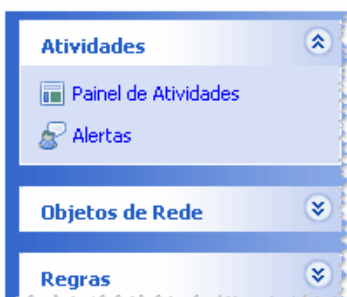 Atividades
Painel de Atividades
Alertas
Objetos de Rede
Regras